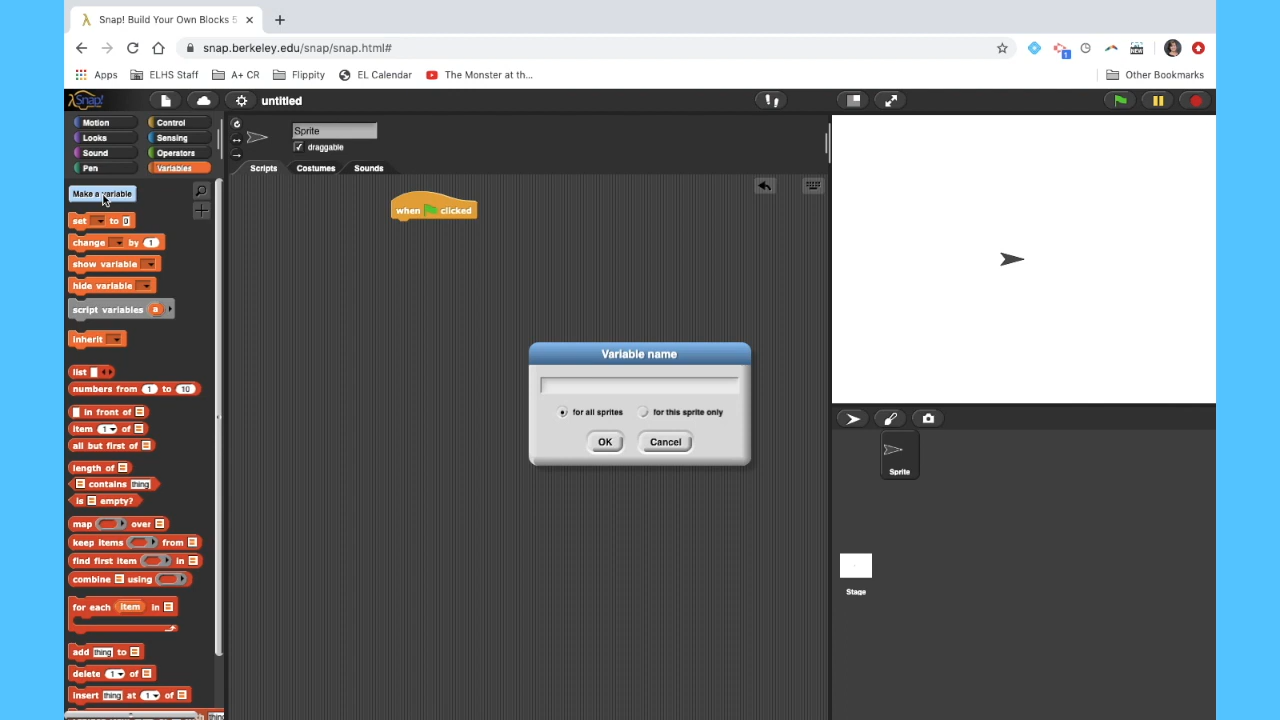 Snap! Build Your Own Blocks 5
snap.berkeley.edu/snap/snap.html#
NEW
1
Apps ELHS Staff A+ CR Flippity EL Calendar The Monster at th... Other Bookmarks
Snap! untitled
Motion Control
Looks Sensing
Sound Operators
Pen Variables
Sprite
draggable
Scripts Costumes Sounds
Make a variable
set to 0
change by 1
show variable
hide variable
script variables a
inherit
list
numbers from 1 to 10
in front of
item 1 of
all but first of
length of
contains thing
is empty?
map over
keep items from
find first item in
combine using
for each item in
add thing to
delete 1 of
insert thing at 1 of
thing
when clicked
Variable name
for all sprites for this sprite only
OK Cancel
Sprite
Stage